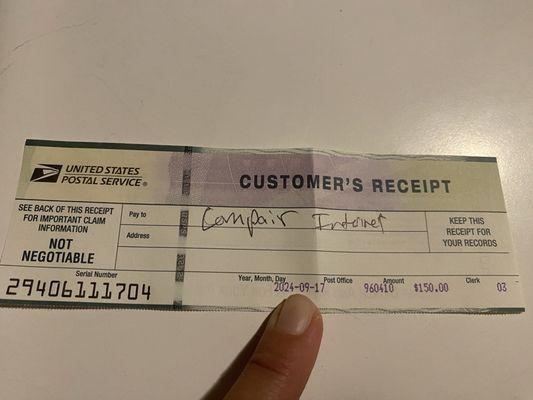 UNITED STATES
POSTAL SERVICE®
CUSTOMER'S RECEIPT
SEE BACK OF THIS RECEIPT
FOR IMPORTANT CLAIM
INFORMATION
NOT
NEGOTIABLE
Pay to
Compair Internet
Address
KEEP THIS
RECEIPT FOR
YOUR RECORDS
Serial Number
Year, Month, Day
Post Office
Amount
Clerk
29406111704
2024-09-17
960410
$150.00
03